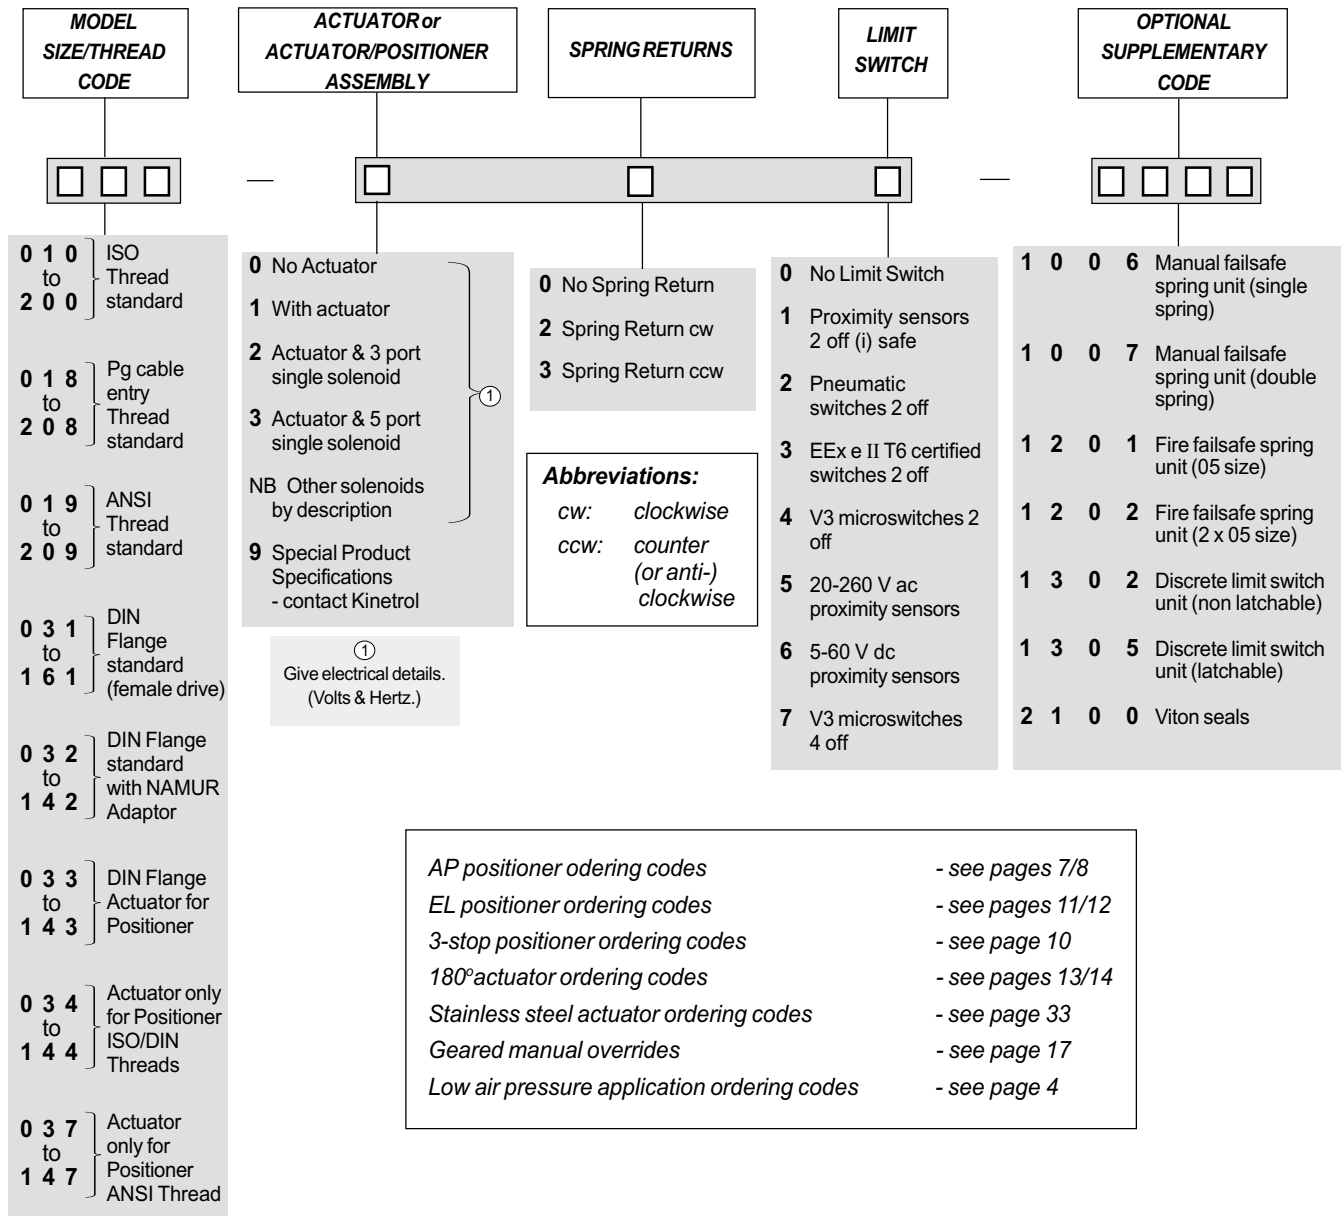 MODEL
SIZE/THREAD
CODE
ACTUATOR or
ACTUATOR/POSITIONER
ASSEMBLY
SPRING RETURNS
LIMIT
SWITCH
OPTIONAL
SUPPLEMENTARY
CODE
— —
0 1 0
to
2 0 0
ISO
Thread
standard
0 1 8
to
2 0 8
Pg cable
entry
Thread
standard
0 1 9
to
2 0 9
ANSI
Thread
standard
0 3 1
to
1 6 1
DIN
Flange
standard
(female drive)
0 3 2
to
1 4 2
DIN Flange
standard
with NAMUR
Adaptor
0 3 3
to
1 4 3
DIN Flange
Actuator for
Positioner
0 3 4
to
1 4 4
Actuator only
for Positioner
ISO/DIN
Threads
0 3 7
to
1 4 7
Actuator
only for
Positioner
ANSI Thread
0 No Actuator
1 With actuator
2 Actuator & 3 port
single solenoid
3 Actuator & 5 port
single solenoid
NB Other solenoids
by description
①
9 Special Product
Specifications
- contact Kinetrol
①
Give electrical details.
(Volts & Hertz.)
0 No Spring Return
2 Spring Return cw
3 Spring Return ccw
Abbreviations:
cw: clockwise
ccw: counter
(or anti-)
clockwise
0 No Limit Switch
1 Proximity sensors
2 off (i) safe
2 Pneumatic
switches 2 off
3 EEx e II T6 certified
switches 2 off
4 V3 microswitches 2
off
5 20-260 V ac
proximity sensors
6 5-60 V dc
proximity sensors
7 V3 microswitches
4 off
1 0 0 6 Manual failsafe
spring unit (single
spring)
1 0 0 7 Manual failsafe
spring unit (double
spring)
1 2 0 1 Fire failsafe spring
unit (05 size)
1 2 0 2 Fire failsafe spring
unit (2 x 05 size)
1 3 0 2 Discrete limit switch
unit (non latchable)
1 3 0 5 Discrete limit switch
unit (latchable)
2 1 0 0 Viton seals
AP positioner odering codes - see pages 7/8
EL positioner ordering codes - see pages 11/12
3-stop positioner ordering codes - see page 10
180º actuator ordering codes - see pages 13/14
Stainless steel actuator ordering codes - see page 33
Geared manual overrides - see page 17
Low air pressure application ordering codes - see page 4